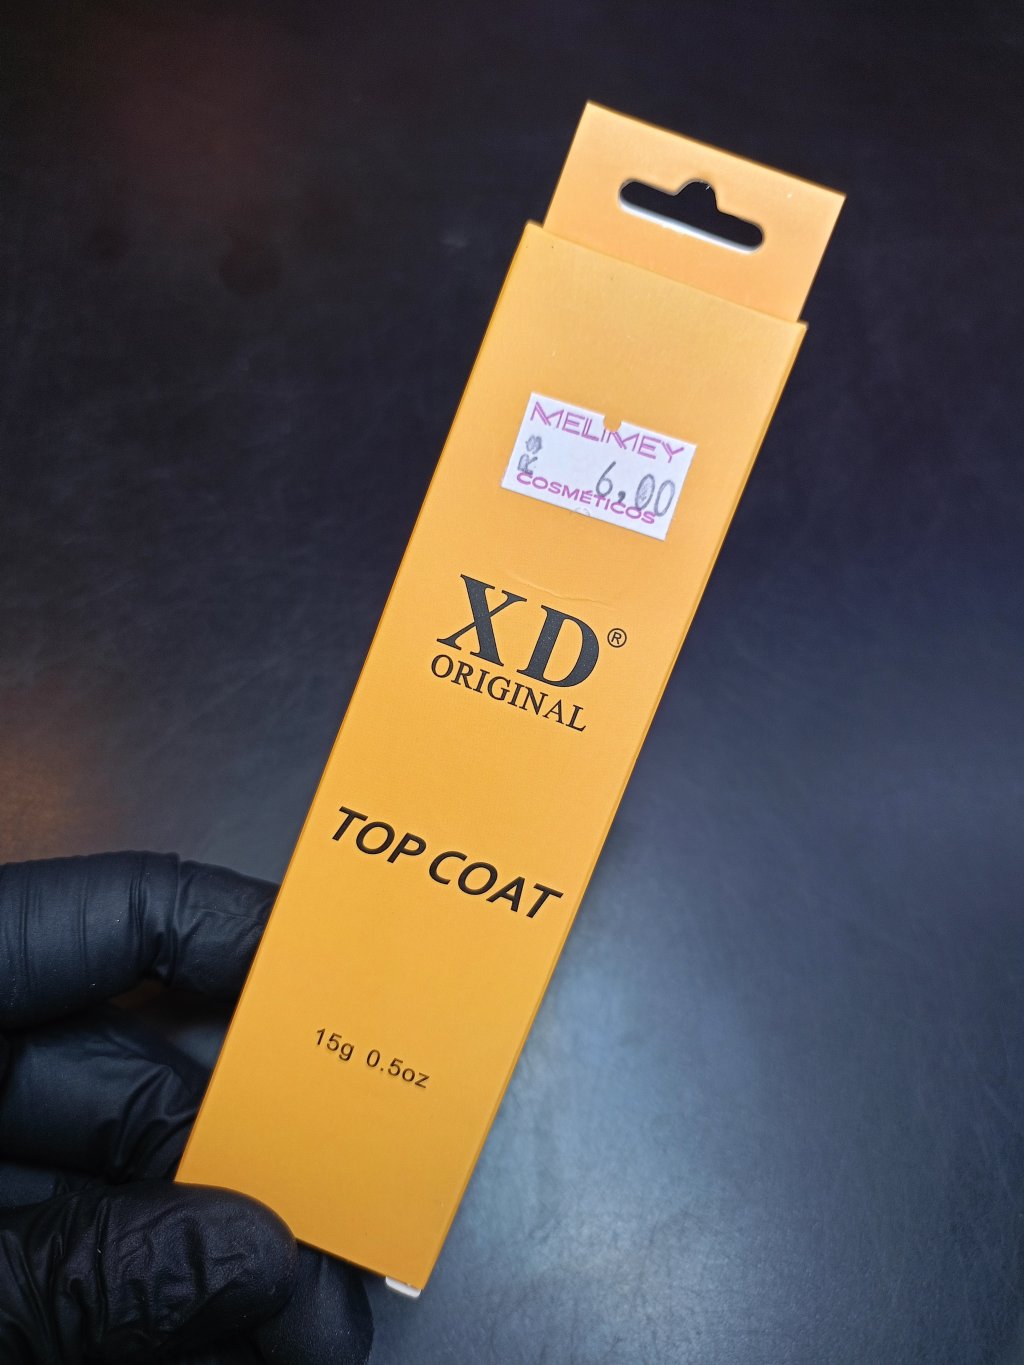 MELIMEY
R$ 6,00
COSMÉTICOS
XD®
ORIGINAL
TOP COAT
15g 0.5oz